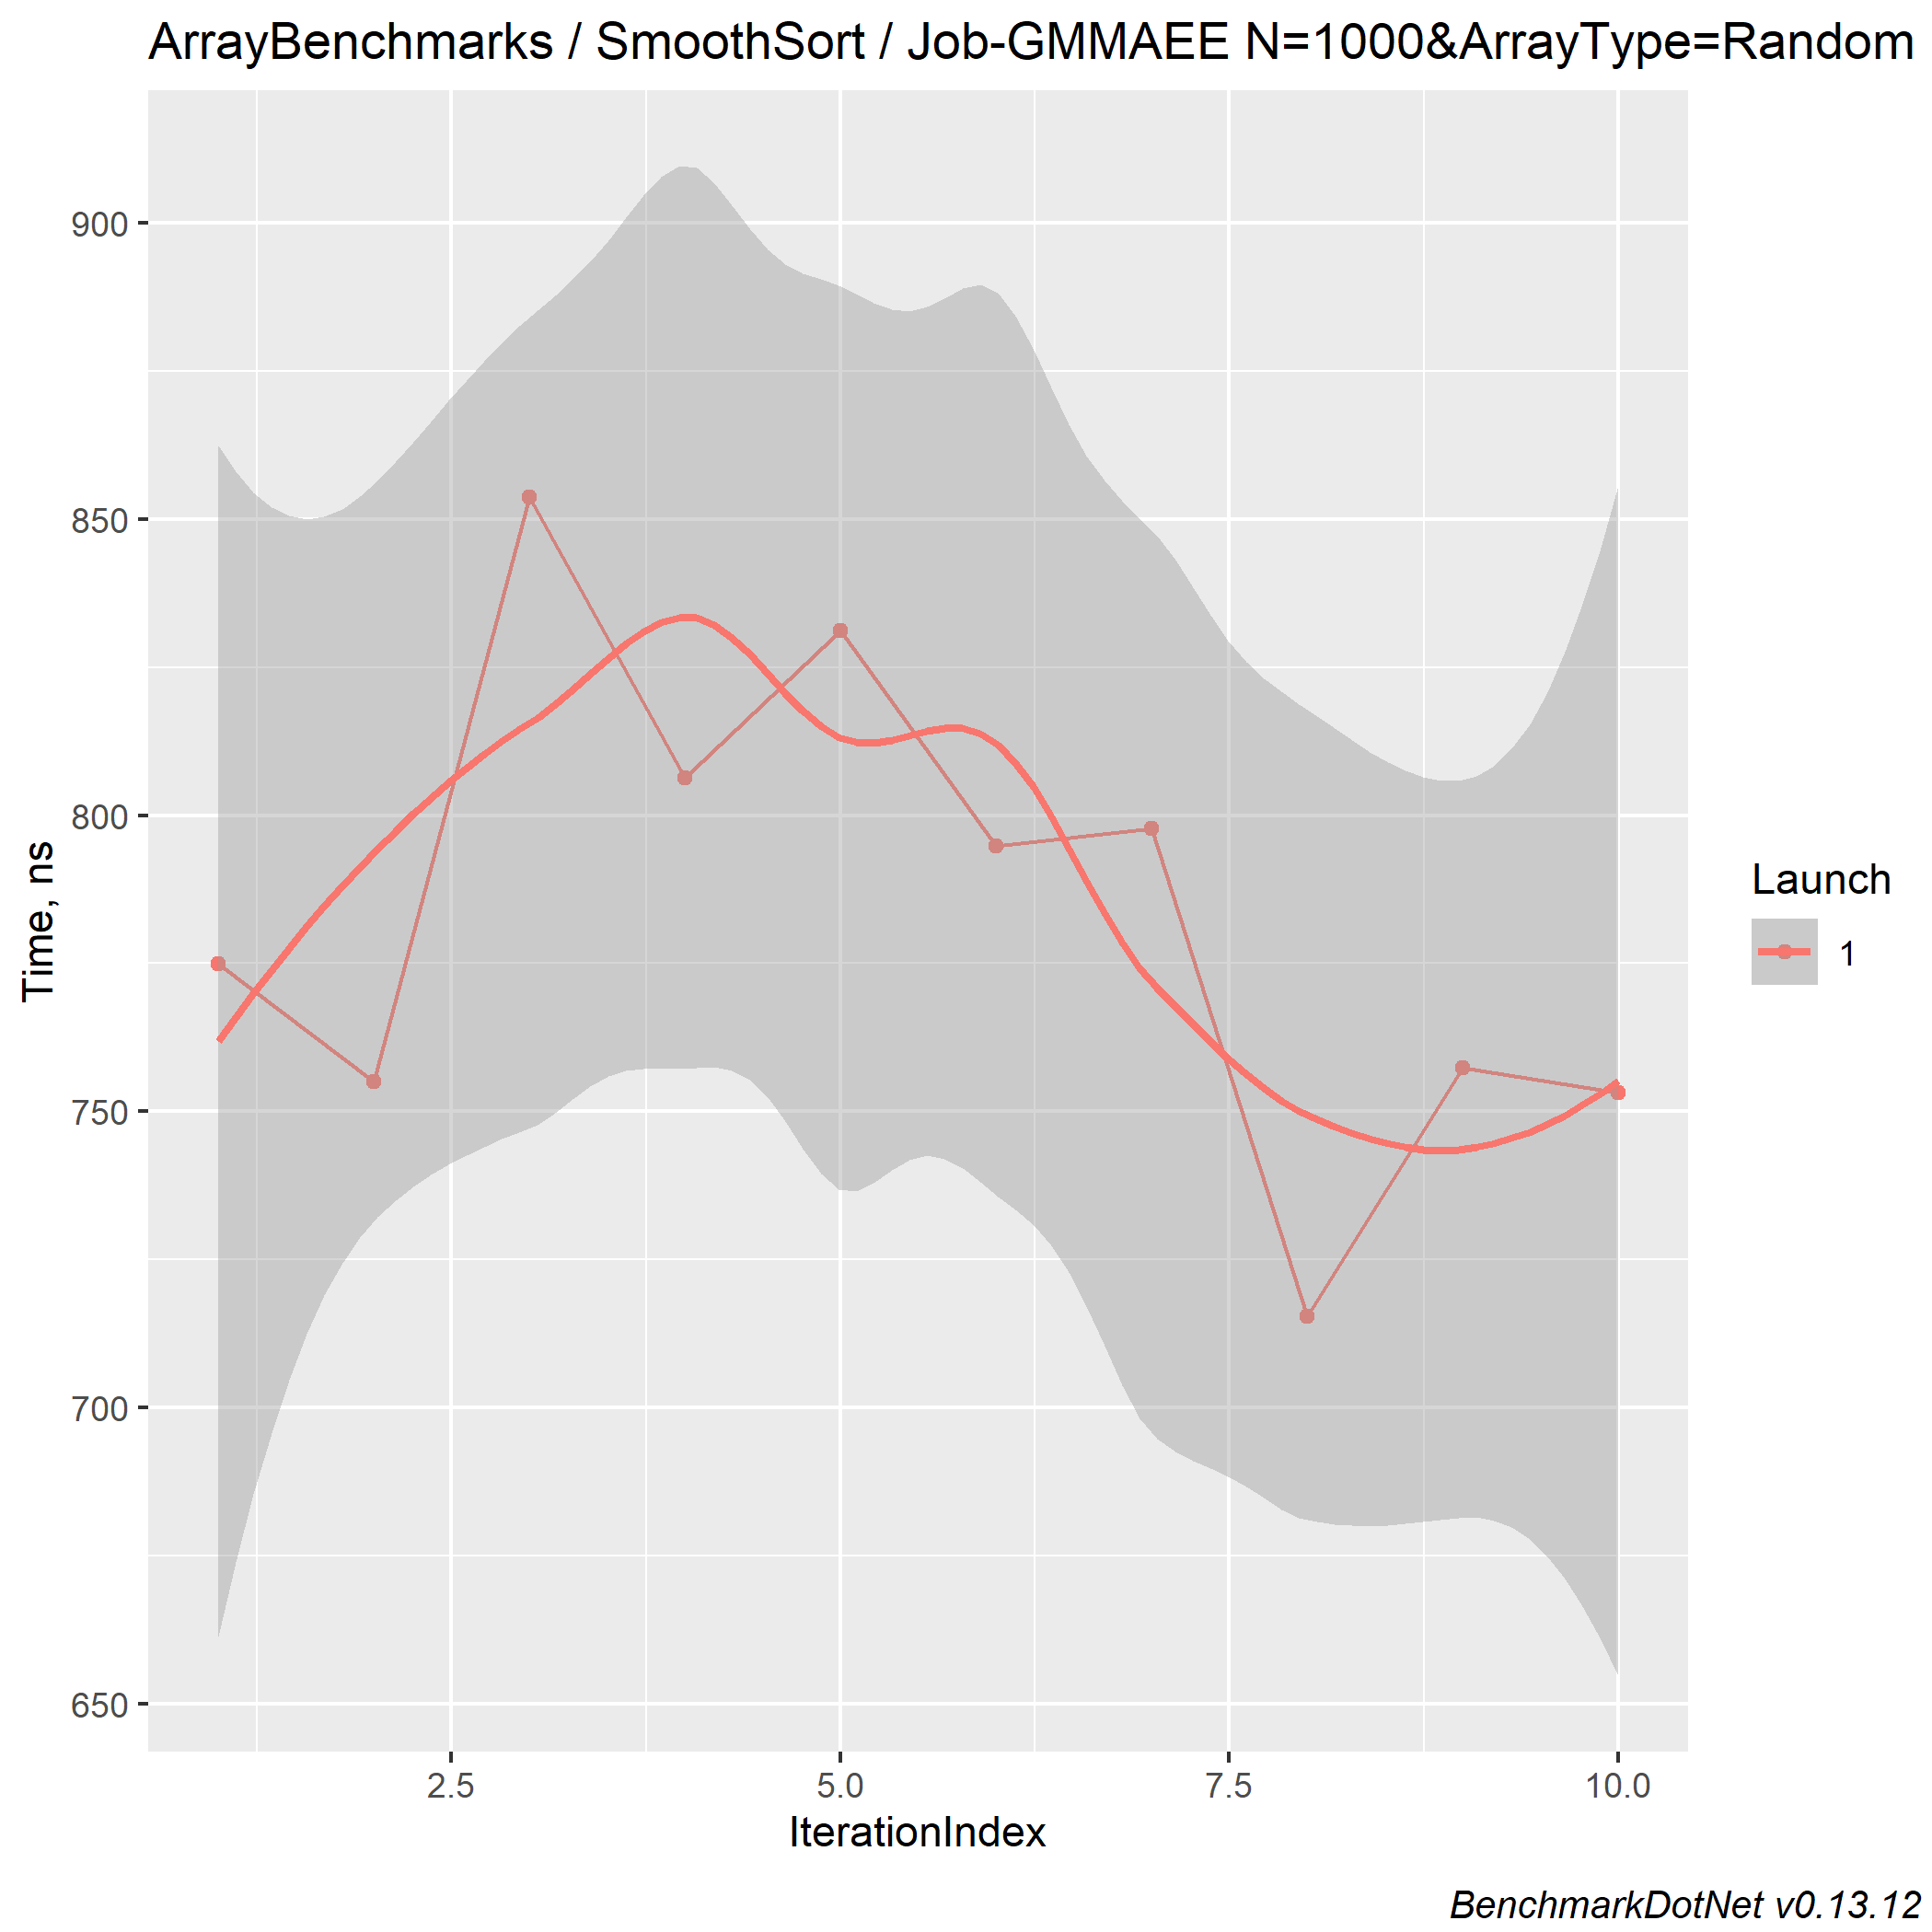 ArrayBenchmarks / SmoothSort / Job-GMMAEE N=1000&ArrayType=Random
900
850
800
750
700
650
Time, ns
2.5 5.0 7.5 10.0
IterationIndex
Launch
1
BenchmarkDotNet v0.13.12